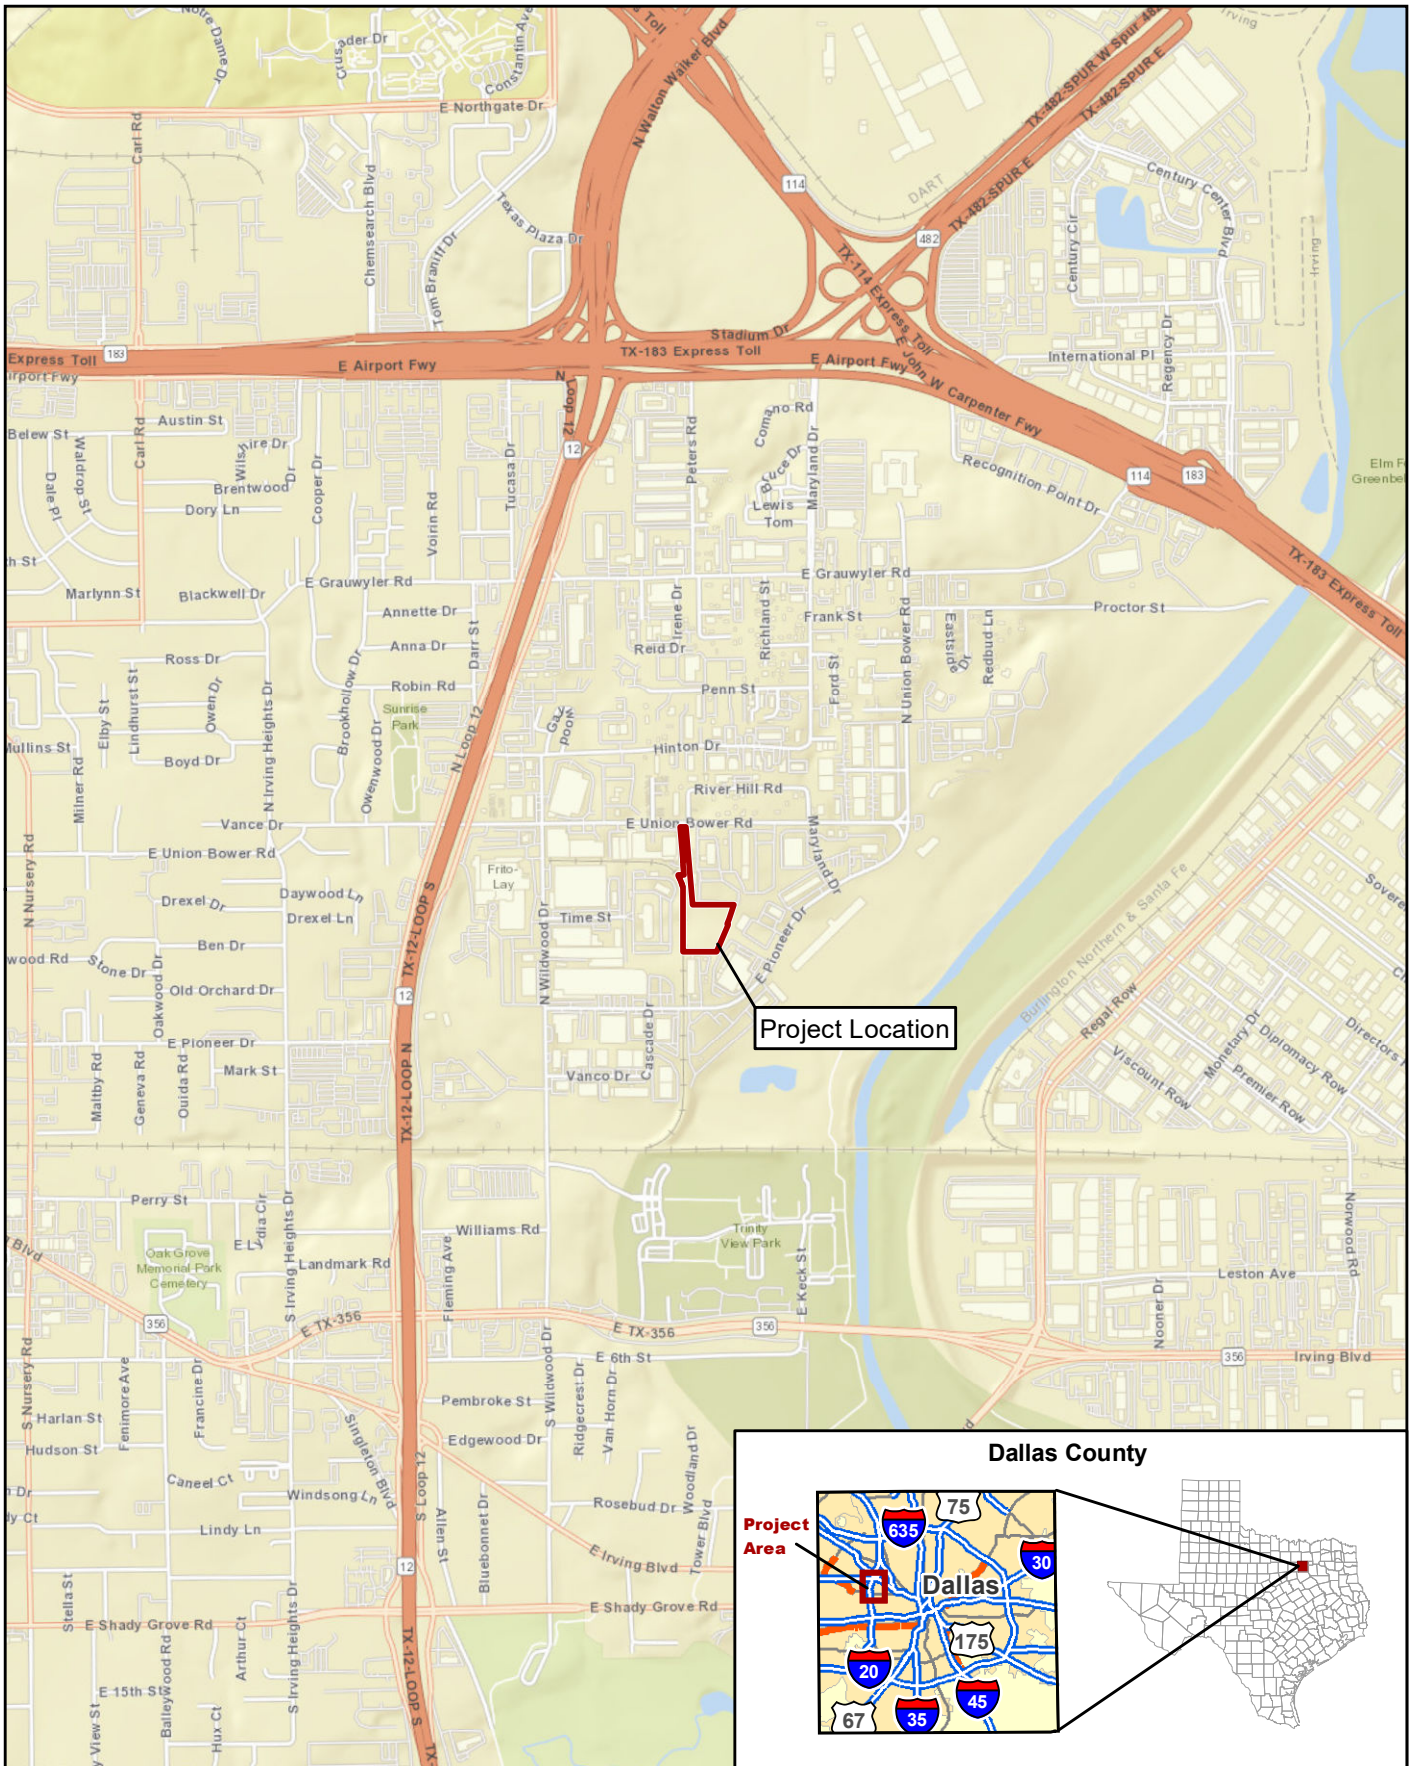 Notre Dame Dr
Constantin Ave
E Northgate Dr
Carl Rd
Chemsearch Blvd
Texas Plaza Dr
Tom Braniff Dr
N Walton Walker Blvd
s Toll
114
DART
TX-482-SPUR W Spur 482
TX-482-SPUR E
TX-482-SPUR E
482
Irving
Century Center Blvd
Century Cir
Irving
Regency Dr
International Pl
TX-114 Express Toll
Stadium Dr
Express Toll
183
irport Fwy
E Airport Fwy
TX-183 Express Toll
E Airport Fwy
E John W Carpenter Fwy
N Loop 12
12
Austin St
Belew St
Carl Rd
Waldrop St
Dale Pl
Brentwood
Dr
Dory Ln
Cooper Dr
Voirin Rd
Tucasa Dr
Peters Rd
Bruce Dr
Maryland Dr
Lewis
Tom
Recognition Point Dr
114
183
Elm F
Greenbel
TX-183 Express Toll
th St
Marlynn St
Blackwell Dr
E Grauwyler Rd
E Grauwyler Rd
Annette Dr
Anna Dr
Darr St
Robin Rd
Ross Dr
Irene Dr
Reid Dr
Richland St
Frank St
Proctor St
N Union Bower Rd
Eastside Dr
Redbud Ln
Penn St
Ford St
Elby St
Lindhurst St
Owen Dr
N Irving Heights Dr
Brookhollow Dr
Owenwood Dr
Sunrise
Park
N Loop 12
Gay
wood
Hinton Dr
Mullins St
Milner Rd
Boyd Dr
River Hill Rd
Vance Dr
E Union Bower Rd
Maryland Dr
E Union Bower Rd
N Nursery Rd
Frito-
Lay
Drexel Dr
Daywood Ln
Drexel Ln
TX-12-LOOP S
Time St
N Wildwood Dr
E Pioneer Dr
Ben Dr
wood Rd
Stone Dr
Oakwood Dr
Old Orchard Dr
12
Project Location
Burlington Northern & Santa Fe
Regal Row
Sovere
Directors
Monetary Dr
Diplomacy Row
Premier Row
Viscount Row
E Pioneer Dr
Mark St
Maltby Rd
Geneva Rd
Ouida Rd
TX-12-LOOP N
Cascade Dr
Vanco Dr
Perry St
Lydia Cir
S Irving Heights Dr
Williams Rd
Fleming Ave
Landmark Rd
Oak Grove
Memorial Park
Cemetery
Trinity
View Park
E Keck St
Norwood Rd
Leston Ave
Nooner Dr
g Blvd
356
E TX-356
E TX-356
356
356
Irving Blvd
E 6th St
S Nursery Rd
Fenimore Ave
Francine Dr
Harlan St
Hudson St
Singleton Blvd
Pembroke St
Edgewood Dr
S Wildwood Dr
Ridgecrest Dr
Van Horn Dr
Woodland Dr
Caneel Ct
Windsong Ln
Lindy Ln
S Loop 12
Allen St
Bluebonnet Dr
Rosebud Dr
Tower Blvd
E Irving Blvd
n Dr
dy Ct
12
Stella St
E Shady Grove Rd
E Shady Grove Rd
Baileywood Rd
Arthur Ct
S Irving Heights Dr
TX-12-LOOP S
E 15th St
y View St
Hux Ct
TX-
Dallas County
Project
Area
75
635
30
Dallas
175
20
45
67
35